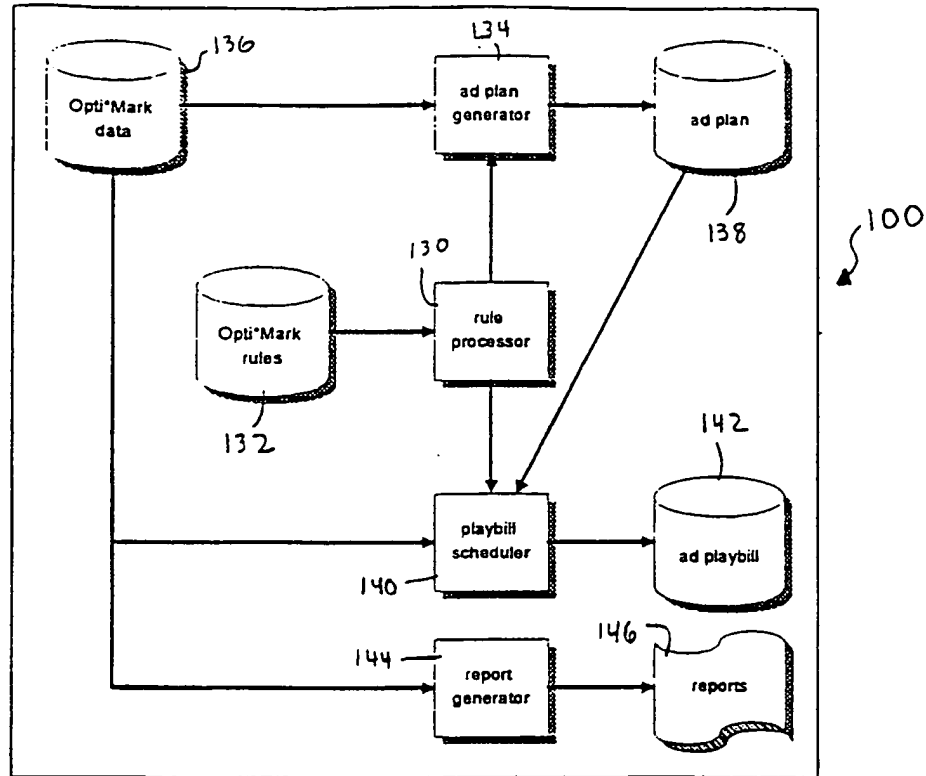 136
Opti*Mark
data
134
ad plan
generator
ad plan
138
100
130
rule
processor
Opti*Mark
rules
132
142
playbill
scheduler
140
ad playbill
144
report
generator
146
reports